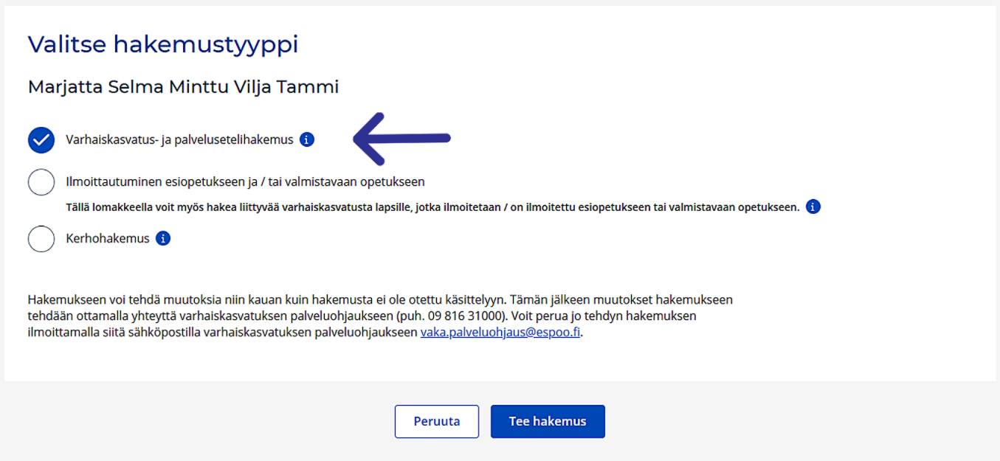 Valitse hakemustyyppi
Marjatta Selma Minttu Vilja Tammi
Varhaiskasvatus- ja palvelusetelihakemus i
Ilmoittautuminen esiopetukseen ja / tai valmistavaan opetukseen
Tällä lomakkeella voit myös hakea liittyvää varhaiskasvatusta lapsille, jotka ilmoitetaan / on ilmoitettu esiopetukseen tai valmistavaan opetukseen. i
Kerhohakemus i
Hakemukseen voi tehdä muutoksia niin kauan kuin hakemusta ei ole otettu käsittelyyn. Tämän jälkeen muutokset hakemukseen
tehdään ottamalla yhteyttä varhaiskasvatuksen palveluohjaukseen (puh. 09 816 31000). Voit perua jo tehdyn hakemuksen
ilmoittamalla siitä sähköpostilla varhaiskasvatuksen palveluohjaukseen vaka.palveluohjaus@espoo.fi.
Peruuta Tee hakemus